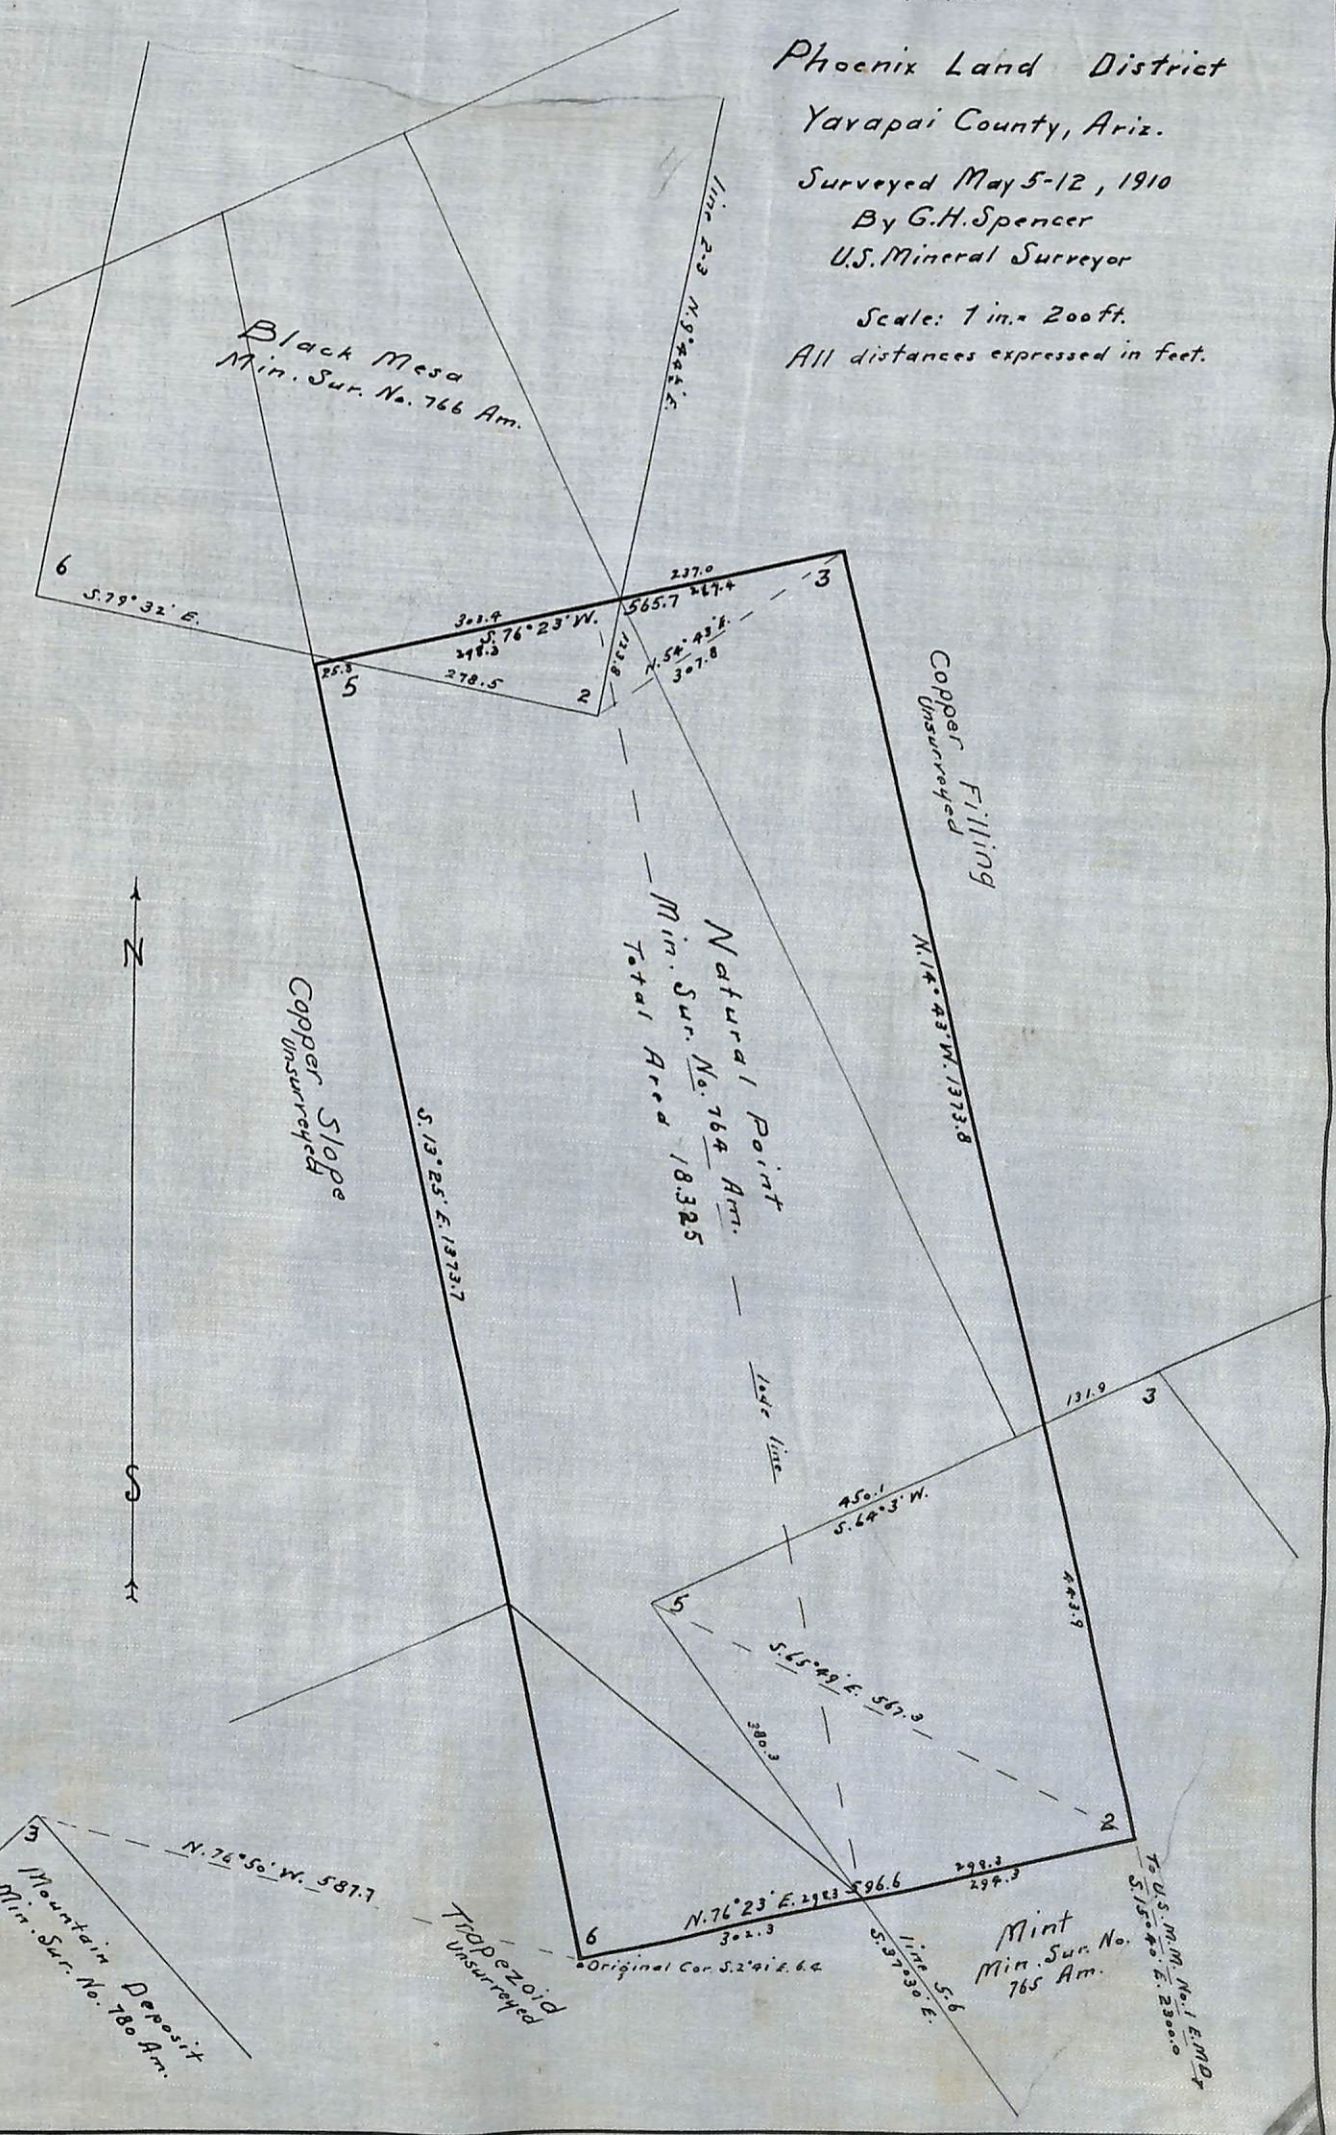 Phoenix Land District
Yavapai County, Ariz.
Surveyed May 5-12, 1910
By G.H. Spencer
U.S. Mineral Surveyor
Scale: 1 in. = 200 ft.
All distances expressed in feet.
line 2-3 N. 9° 44½' E.
Black Mesa
Min. Sur. No. 766 Am.
6
S. 79° 32' E.
25.3
5
278.5
2
303.4
S. 76° 23' W.
298.3
565.7
237.0
267.4
3
123.8
N. 54° 43' E.
307.8
Copper Filling
Unsurveyed
N
S
Natural Point
Min. Sur. No. 764 Am.
Total Area 18.325
N. 14° 43' W. 1373.8
Copper Slope
Unsurveyed
S. 13° 25' E. 1373.7
lode line
131.9
3
450.1
S. 64° 3' W.
443.9
5
S. 65° 49' E. 567.3
380.3
2
3
N. 76° 50' W. 587.7
Mountain Deposit
Min. Sur. No. 780 Am.
Trapezoid
Unsurveyed
6
N. 76° 23' E. 298.3
596.6
302.3
298.3
294.3
Original Cor. S. 2° 41' E. 6.4
line 5-6
S. 37° 30' E.
Mint
Min. Sur. No.
765 Am.
To U.S.M.M. No. 1 E.M.D.
S. 15° 40' E. 2300.0